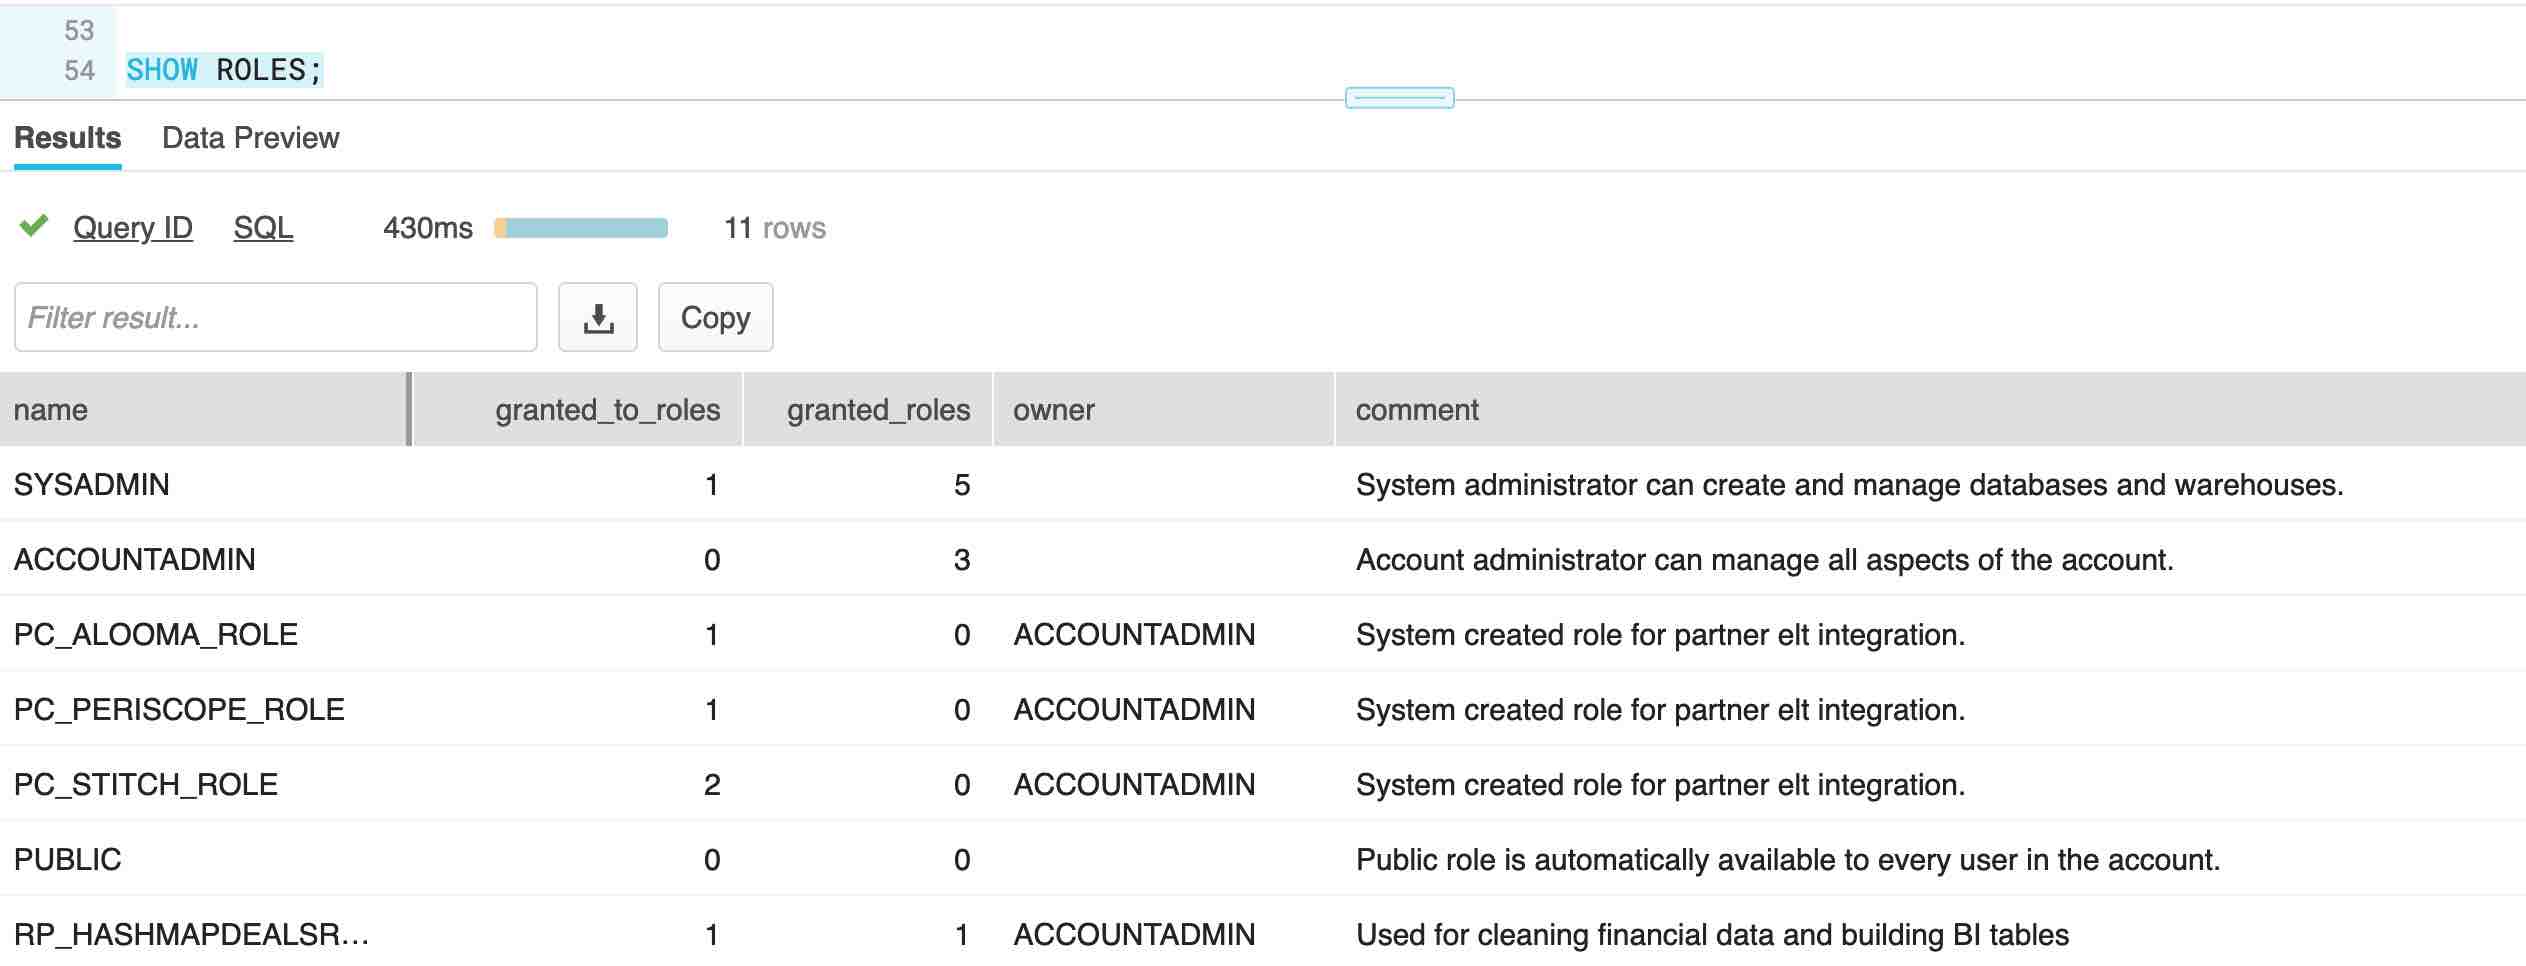 53
54 SHOW ROLES;
Results Data Preview
Query ID SQL 430ms 11 rows
Filter result... Copy
name granted_to_roles granted_roles owner comment
SYSADMIN 1 5 System administrator can create and manage databases and warehouses.
ACCOUNTADMIN 0 3 Account administrator can manage all aspects of the account.
PC_ALOOMA_ROLE 1 0 ACCOUNTADMIN System created role for partner elt integration.
PC_PERISCOPE_ROLE 1 0 ACCOUNTADMIN System created role for partner elt integration.
PC_STITCH_ROLE 2 0 ACCOUNTADMIN System created role for partner elt integration.
PUBLIC 0 0 Public role is automatically available to every user in the account.
RP_HASHMAPDEALSR... 1 1 ACCOUNTADMIN Used for cleaning financial data and building BI tables